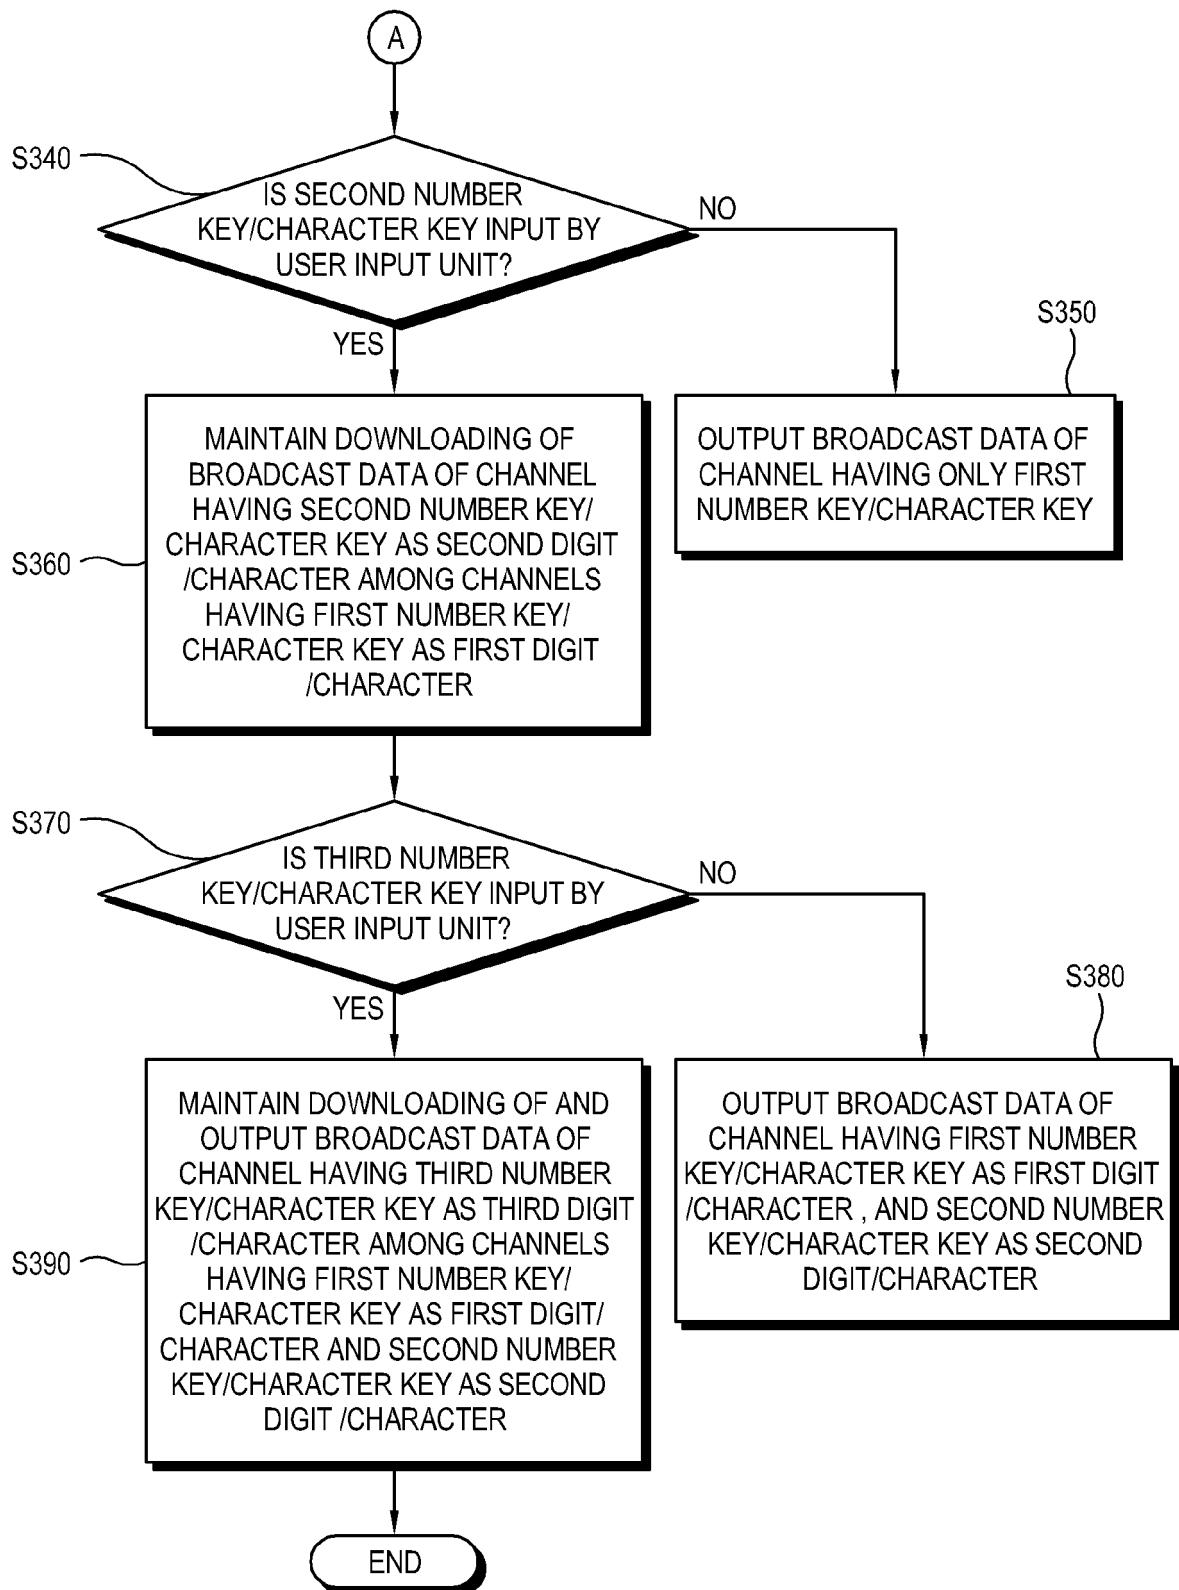 A
S340
IS SECOND NUMBER
KEY/CHARACTER KEY INPUT BY
USER INPUT UNIT?
NO
YES
S350
OUTPUT BROADCAST DATA OF
CHANNEL HAVING ONLY FIRST
NUMBER KEY/CHARACTER KEY
S360
MAINTAIN DOWNLOADING OF
BROADCAST DATA OF CHANNEL
HAVING SECOND NUMBER KEY/
CHARACTER KEY AS SECOND DIGIT
/CHARACTER AMONG CHANNELS
HAVING FIRST NUMBER KEY/
CHARACTER KEY AS FIRST DIGIT
/CHARACTER
S370
IS THIRD NUMBER
KEY/CHARACTER KEY INPUT BY
USER INPUT UNIT?
NO
YES
S380
OUTPUT BROADCAST DATA OF
CHANNEL HAVING FIRST NUMBER
KEY/CHARACTER KEY AS FIRST DIGIT
/CHARACTER , AND SECOND NUMBER
KEY/CHARACTER KEY AS SECOND
DIGIT/CHARACTER
S390
MAINTAIN DOWNLOADING OF AND
OUTPUT BROADCAST DATA OF
CHANNEL HAVING THIRD NUMBER
KEY/CHARACTER KEY AS THIRD DIGIT
/CHARACTER AMONG CHANNELS
HAVING FIRST NUMBER KEY/
CHARACTER KEY AS FIRST DIGIT/
CHARACTER AND SECOND NUMBER
KEY/CHARACTER KEY AS SECOND
DIGIT /CHARACTER
END